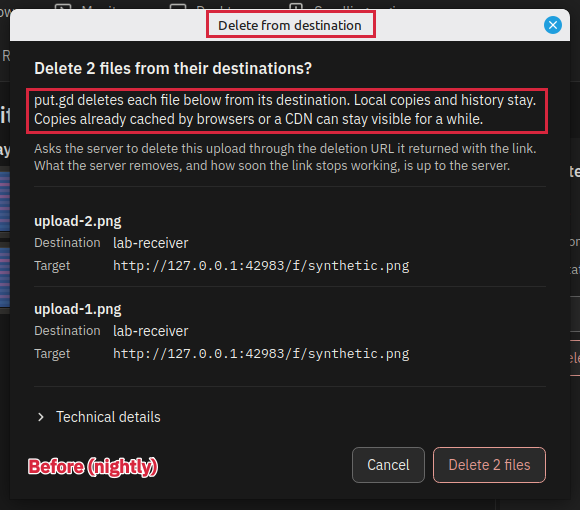 Delete from destination
Delete 2 files from their destinations?
put.gd deletes each file below from its destination. Local copies and history stay.
Copies already cached by browsers or a CDN can stay visible for a while.
Asks the server to delete this upload through the deletion URL it returned with the link.
What the server removes, and how soon the link stops working, is up to the server.
upload-2.png
Destination lab-receiver
Target http://127.0.0.1:42983/f/synthetic.png
upload-1.png
Destination lab-receiver
Target http://127.0.0.1:42983/f/synthetic.png
Technical details
Before (nightly)
Cancel
Delete 2 files